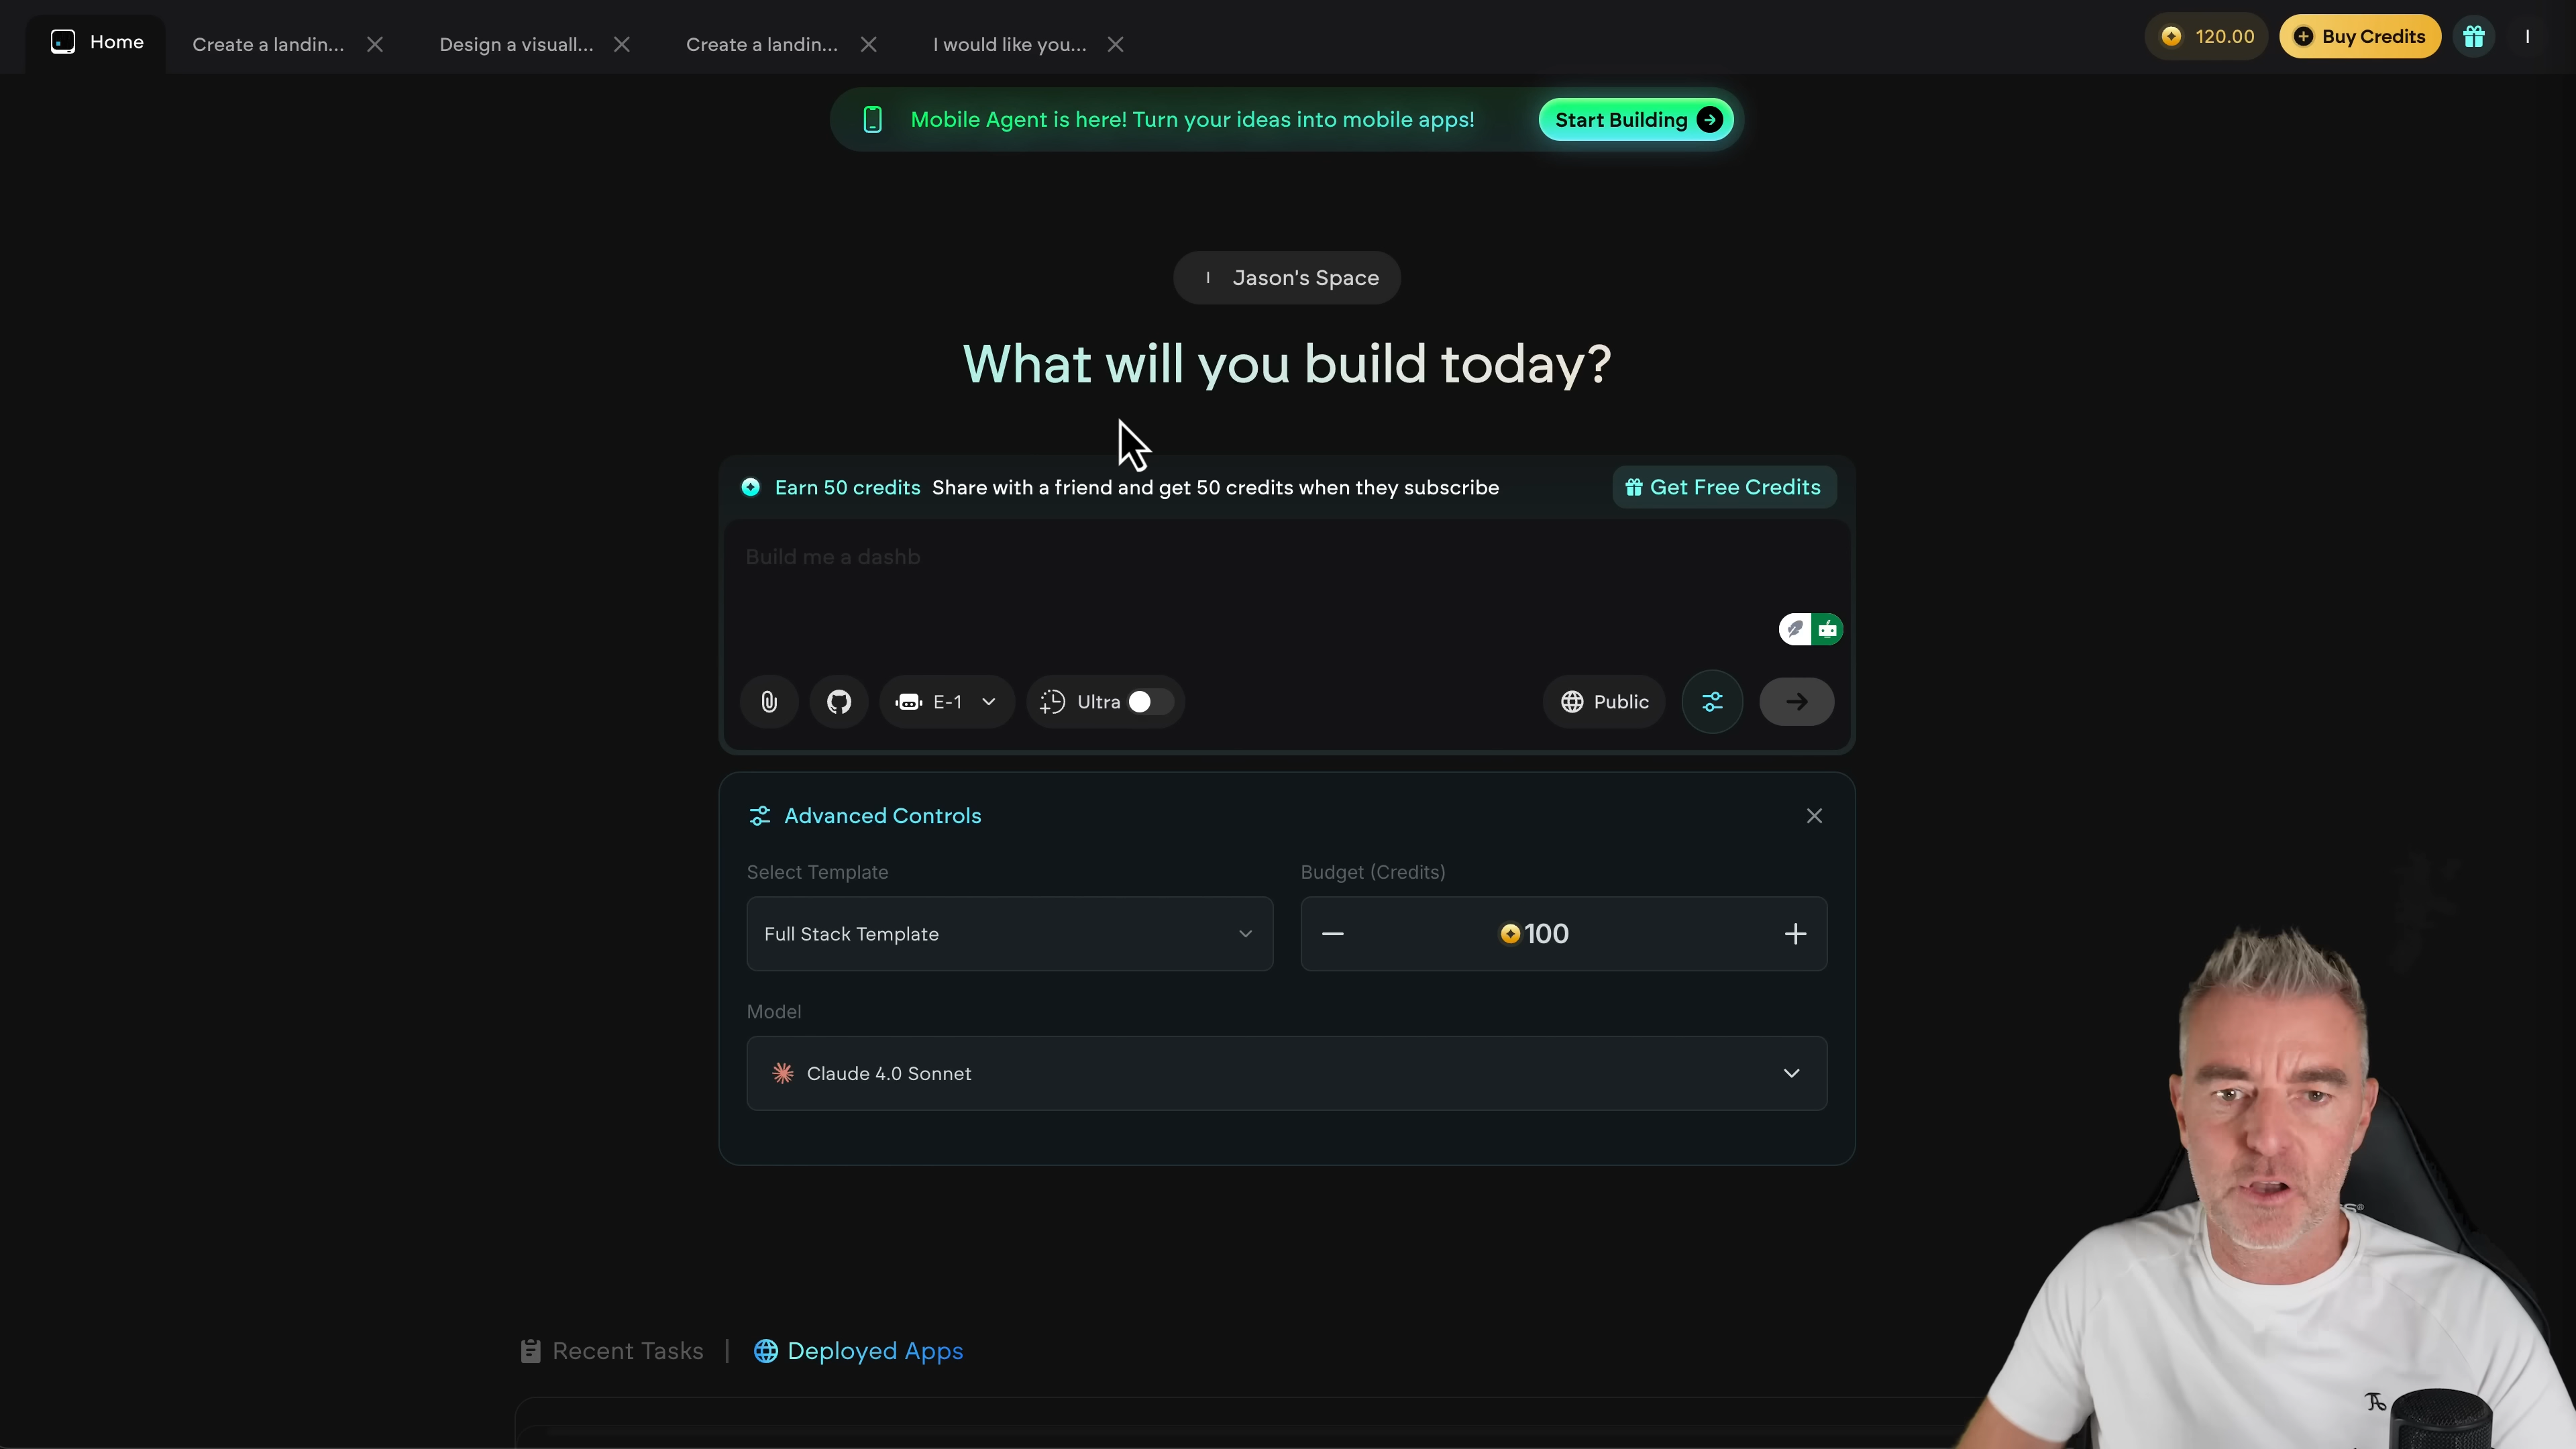 Home
Create a landin...
Design a visuall...
Create a landin...
I would like you...
120.00
Buy Credits
I
Mobile Agent is here! Turn your ideas into mobile apps!
Start Building
I Jason's Space
What will you build today?
Earn 50 credits Share with a friend and get 50 credits when they subscribe
Get Free Credits
Build me a dashb
E-1
Ultra
Public
Advanced Controls
Select Template
Budget (Credits)
Full Stack Template
100
Model
Claude 4.0 Sonnet
Recent Tasks | Deployed Apps